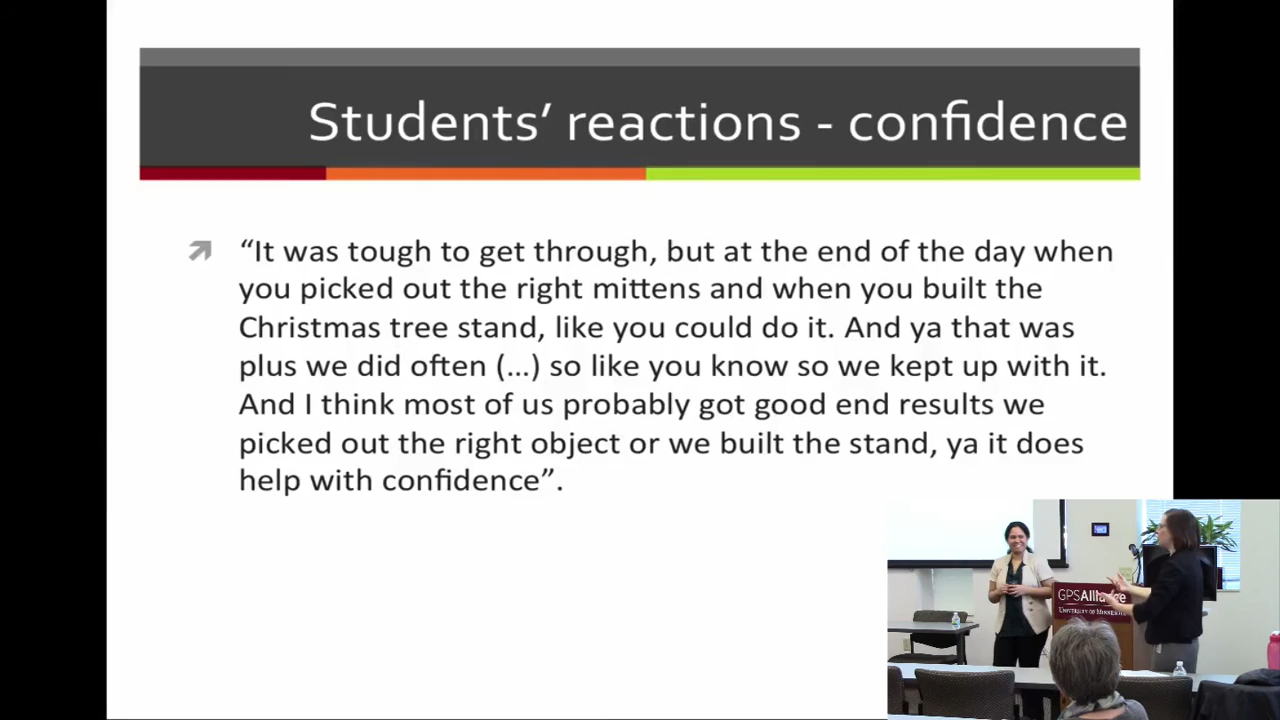 Students’ reactions - confidence
“It was tough to get through, but at the end of the day when
you picked out the right mittens and when you built the
Christmas tree stand, like you could do it. And ya that was
plus we did often (...) so like you know so we kept up with it.
And I think most of us probably got good end results we
picked out the right object or we built the stand, ya it does
help with confidence”.
GPSAlliance
UNIVERSITY OF MINNESOTA